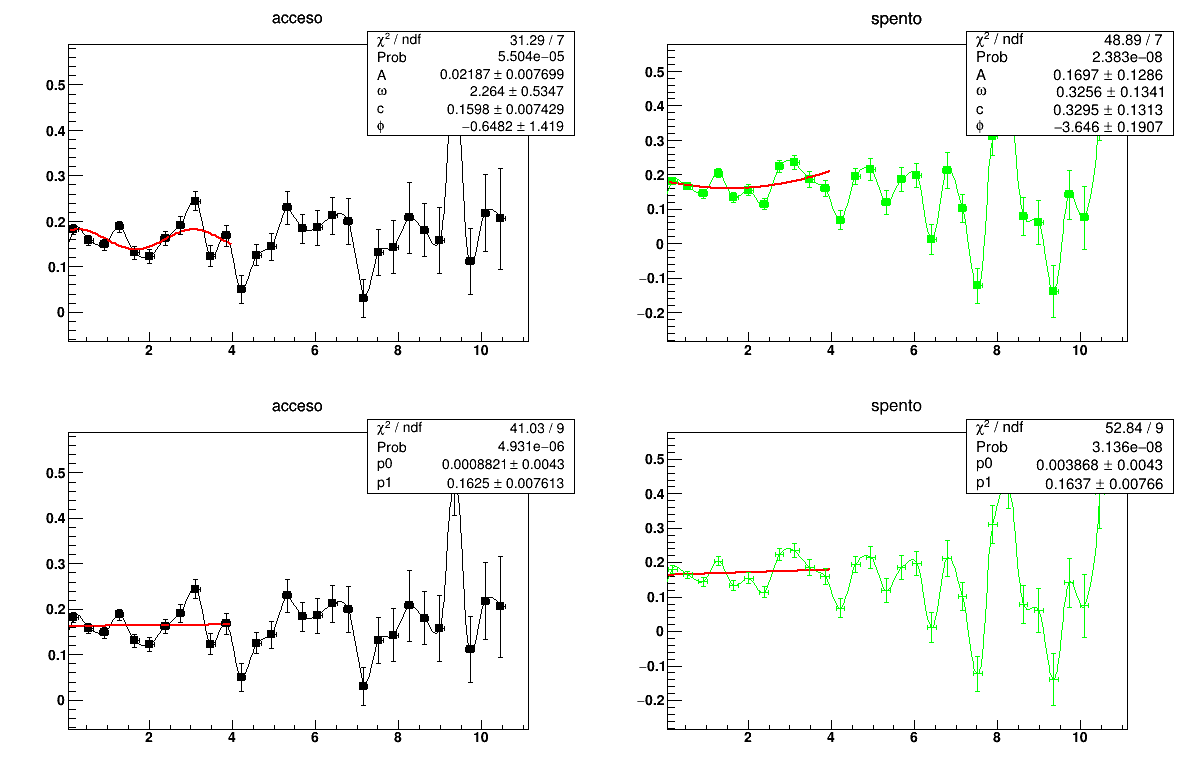 acceso
χ² / ndf 31.29 / 7
Prob 5.504e−05
A 0.02187 ± 0.007699
ω 2.264 ± 0.5347
c 0.1598 ± 0.007429
ϕ −0.6482 ± 1.419
0.5
0.4
0.3
0.2
0.1
0
2 4 6 8 10
spento
χ² / ndf 48.89 / 7
Prob 2.383e−08
A 0.1697 ± 0.1286
ω 0.3256 ± 0.1341
c 0.3295 ± 0.1313
ϕ −3.646 ± 0.1907
0.5
0.4
0.3
0.2
0.1
0
−0.1
−0.2
2 4 6 8 10
acceso
χ² / ndf 41.03 / 9
Prob 4.931e−06
p0 0.0008821 ± 0.0043
p1 0.1625 ± 0.007613
0.5
0.4
0.3
0.2
0.1
0
2 4 6 8 10
spento
χ² / ndf 52.84 / 9
Prob 3.136e−08
p0 0.003868 ± 0.0043
p1 0.1637 ± 0.00766
0.5
0.4
0.3
0.2
0.1
0
−0.1
−0.2
2 4 6 8 10